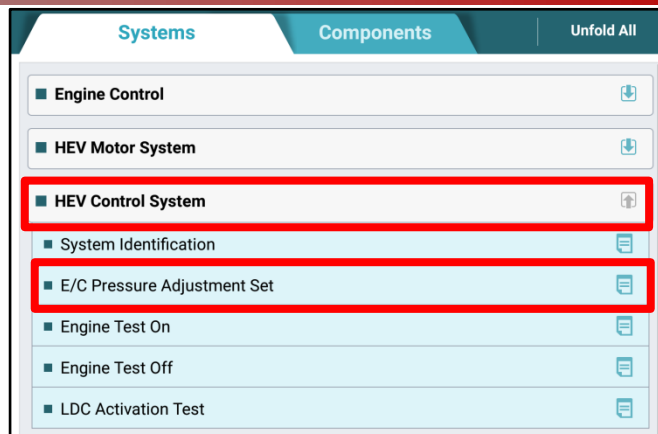 Systems
Components
Unfold All
Engine Control
HEV Motor System
HEV Control System
System Identification
E/C Pressure Adjustment Set
Engine Test On
Engine Test Off
LDC Activation Test